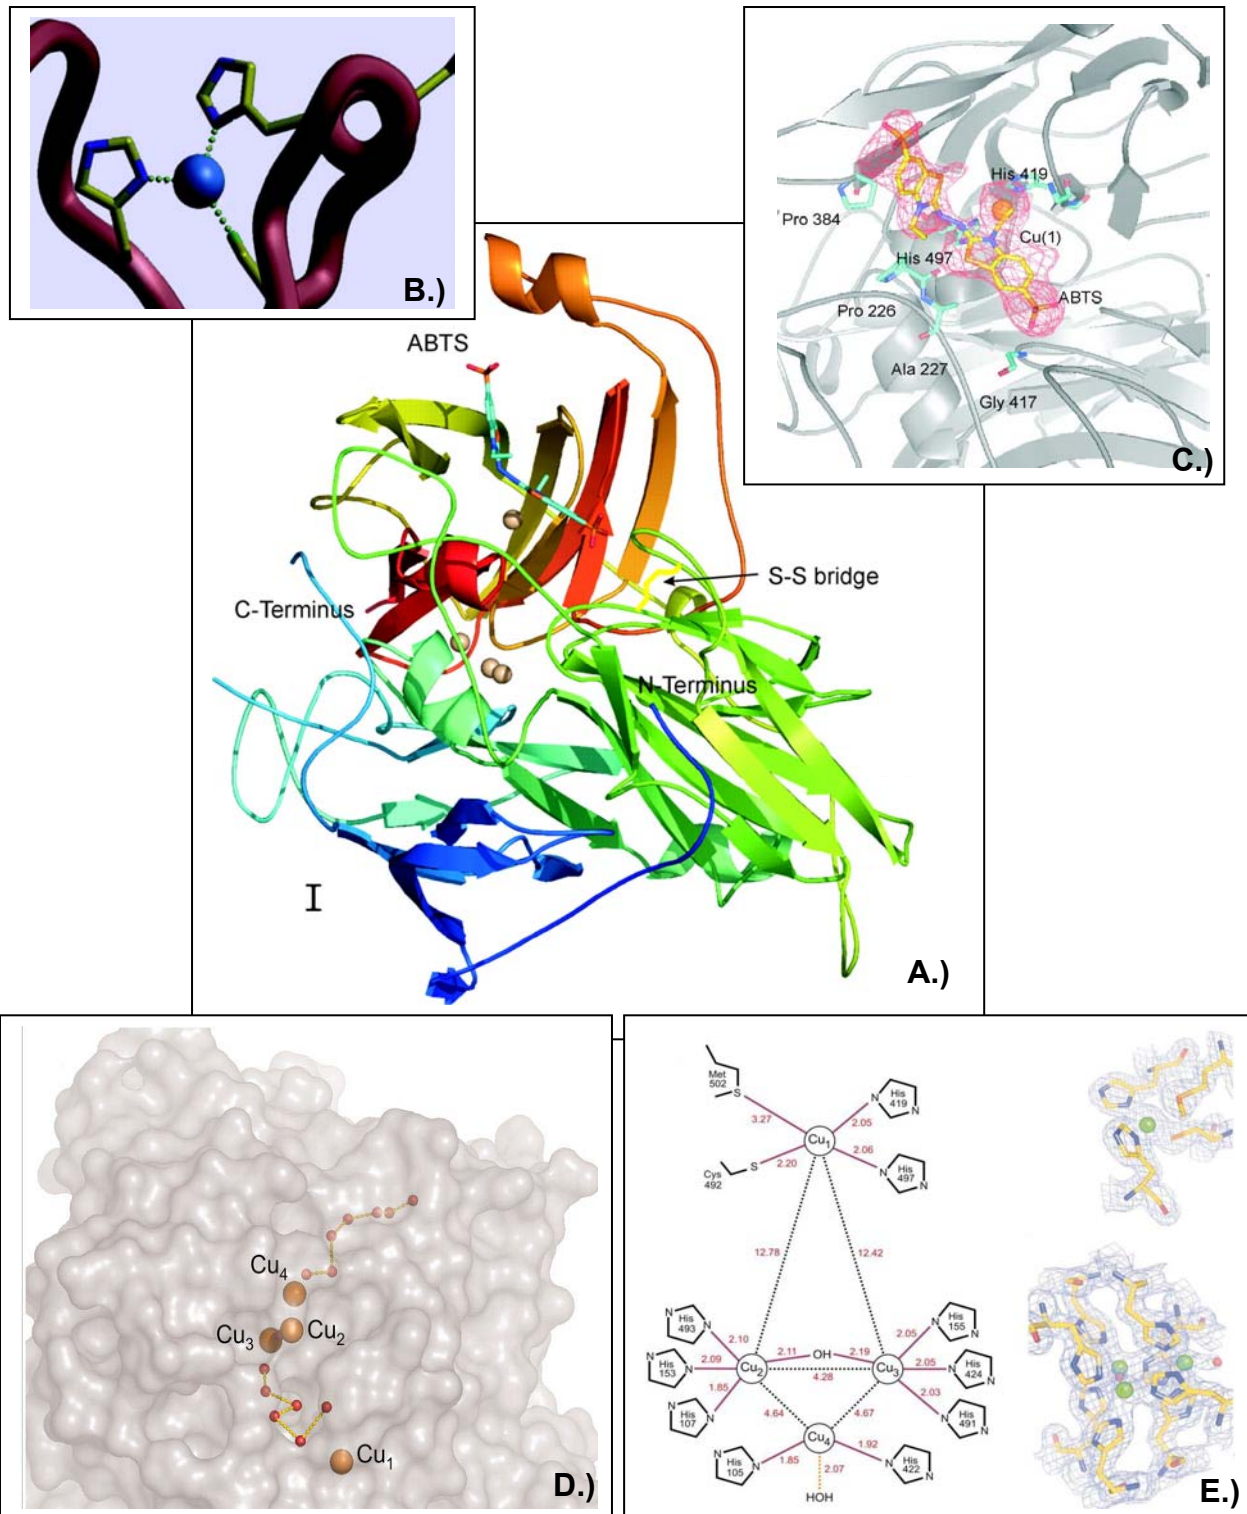 B.)
His 419
Pro 384
Cu(1)
His 497
ABTS
Pro 226
Ala 227
Gly 417
C.)
ABTS
S-S bridge
C-Terminus
N-Terminus
I
A.)
Cu4
Cu3
Cu2
Cu1
D.)
Met
502
S
N
His
419
N
3.27
2.05
Cu1
2.20
2.06
Cys
492
S
N
His
497
N
12.78
12.42
N
His
493
N
N
His
155
N
2.10
2.05
2.11
OH
2.19
N
His
153
N
2.09
Cu2
4.28
Cu3
2.05
N
His
424
N
1.85
2.03
N
His
107
N
4.64
4.67
N
His
491
N
Cu4
N
His
105
N
1.85
1.92
N
His
422
N
2.07
HOH
E.)